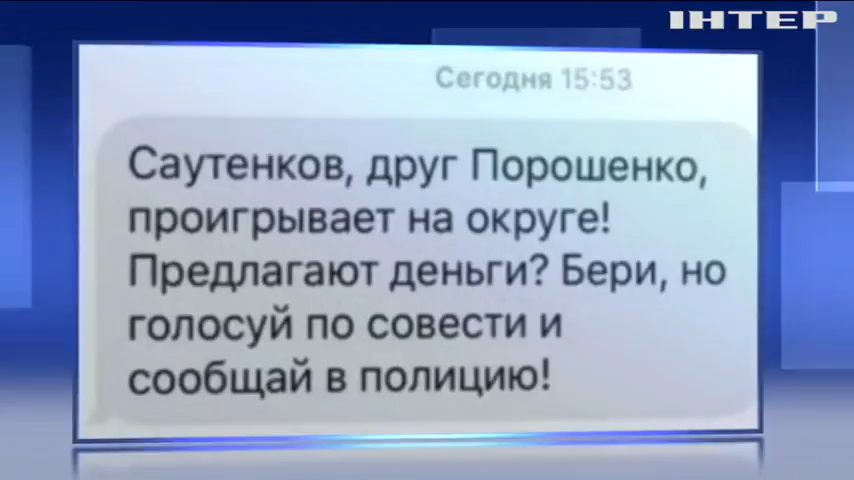 ІНТЕР
Сегодня 15:53
Саутенков, друг Порошенко,
проигрывает на округе!
Предлагают деньги? Бери, но
голосуй по совести и
сообщай в полицию!